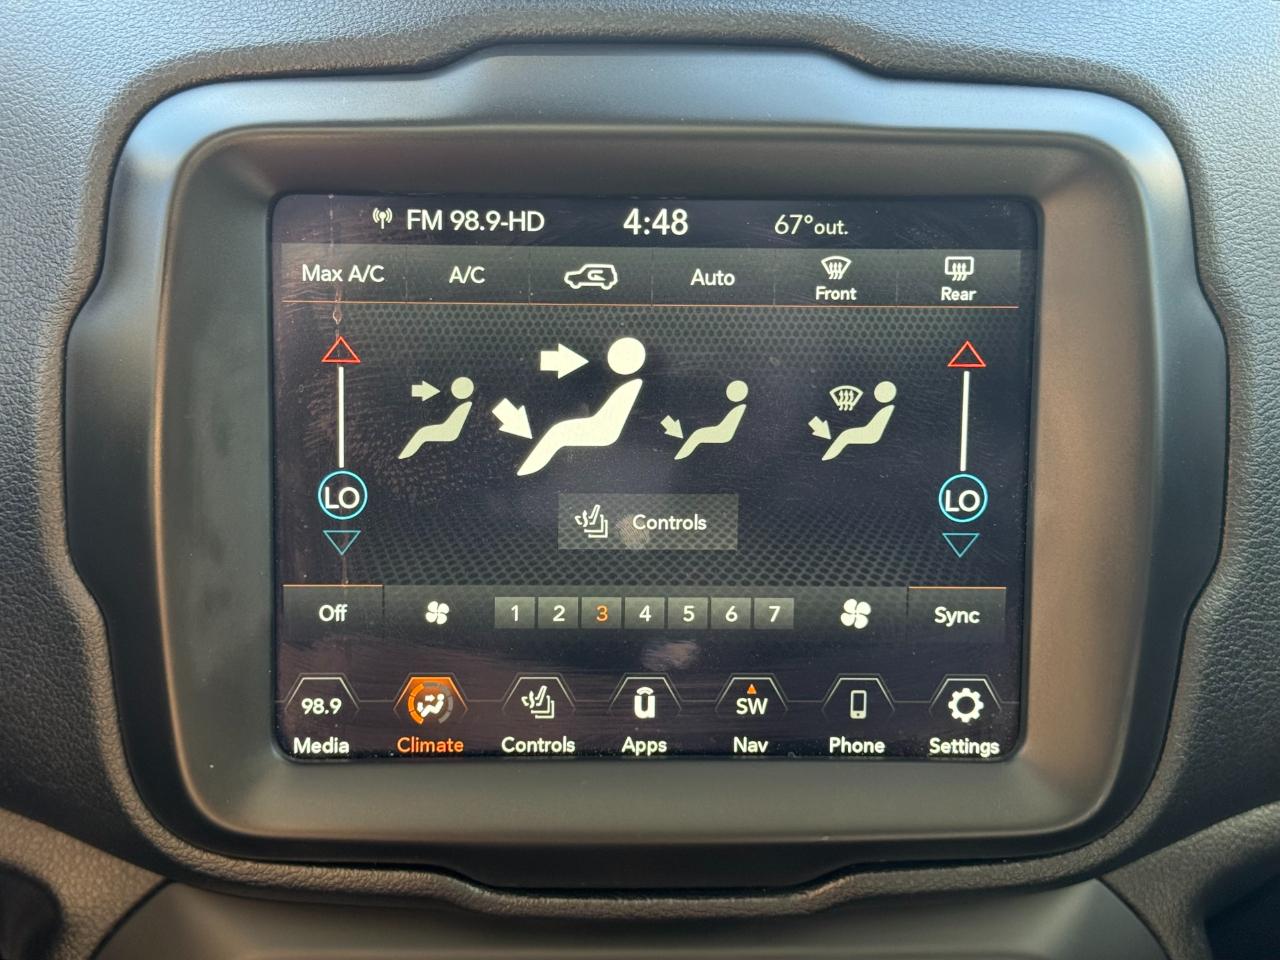 FM 98.9-HD 4:48 67°out.
Max A/C A/C Auto Front Rear
LO LO
Controls
Off 1 2 3 4 5 6 7 Sync
98.9 SW
Media Climate Controls Apps Nav Phone Settings